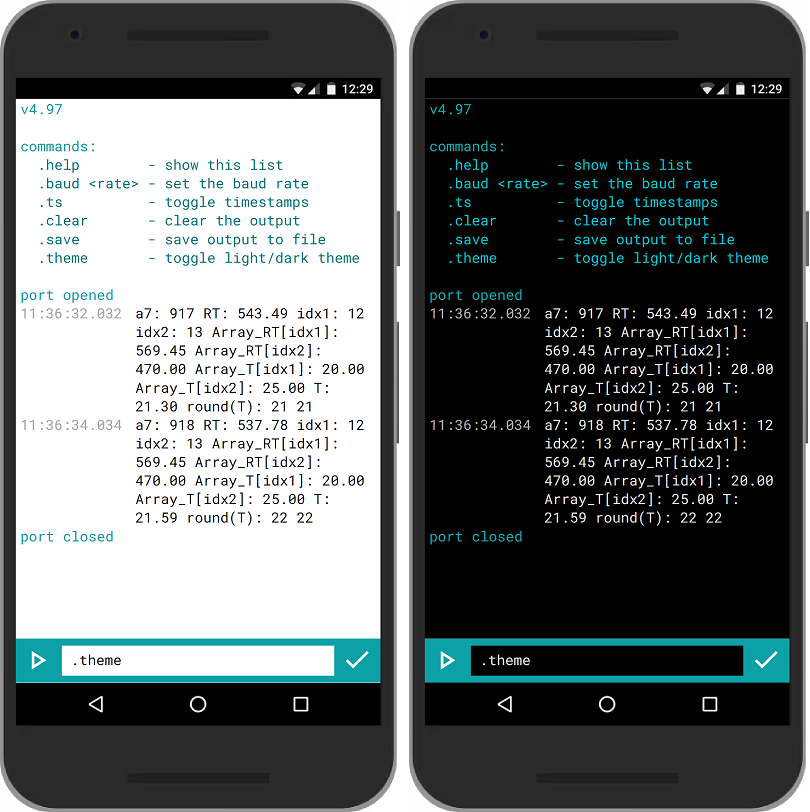 12:29
v4.97
commands:
.help - show this list
.baud <rate> - set the baud rate
.ts - toggle timestamps
.clear - clear the output
.save - save output to file
.theme - toggle light/dark theme
port opened
11:36:32.032 a7: 917 RT: 543.49 idx1: 12
idx2: 13 Array_RT[idx1]:
569.45 Array_RT[idx2]:
470.00 Array_T[idx1]: 20.00
Array_T[idx2]: 25.00 T:
21.30 round(T): 21 21
11:36:34.034 a7: 918 RT: 537.78 idx1: 12
idx2: 13 Array_RT[idx1]:
569.45 Array_RT[idx2]:
470.00 Array_T[idx1]: 20.00
Array_T[idx2]: 25.00 T:
21.59 round(T): 22 22
port closed
.theme
12:29
v4.97
commands:
.help - show this list
.baud <rate> - set the baud rate
.ts - toggle timestamps
.clear - clear the output
.save - save output to file
.theme - toggle light/dark theme
port opened
11:36:32.032 a7: 917 RT: 543.49 idx1: 12
idx2: 13 Array_RT[idx1]:
569.45 Array_RT[idx2]:
470.00 Array_T[idx1]: 20.00
Array_T[idx2]: 25.00 T:
21.30 round(T): 21 21
11:36:34.034 a7: 918 RT: 537.78 idx1: 12
idx2: 13 Array_RT[idx1]:
569.45 Array_RT[idx2]:
470.00 Array_T[idx1]: 20.00
Array_T[idx2]: 25.00 T:
21.59 round(T): 22 22
port closed
.theme